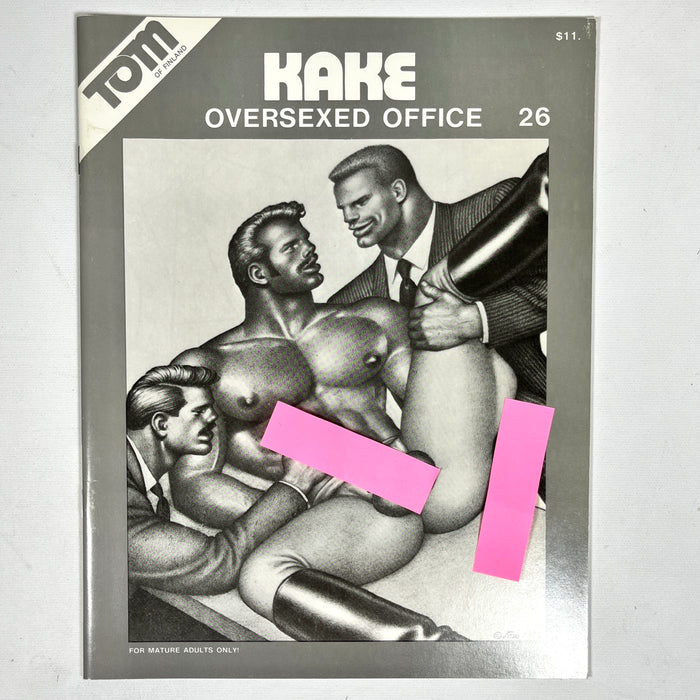 TOM
OF FINLAND
$11.
KAKE
OVERSEXED OFFICE 26
FOR MATURE ADULTS ONLY!